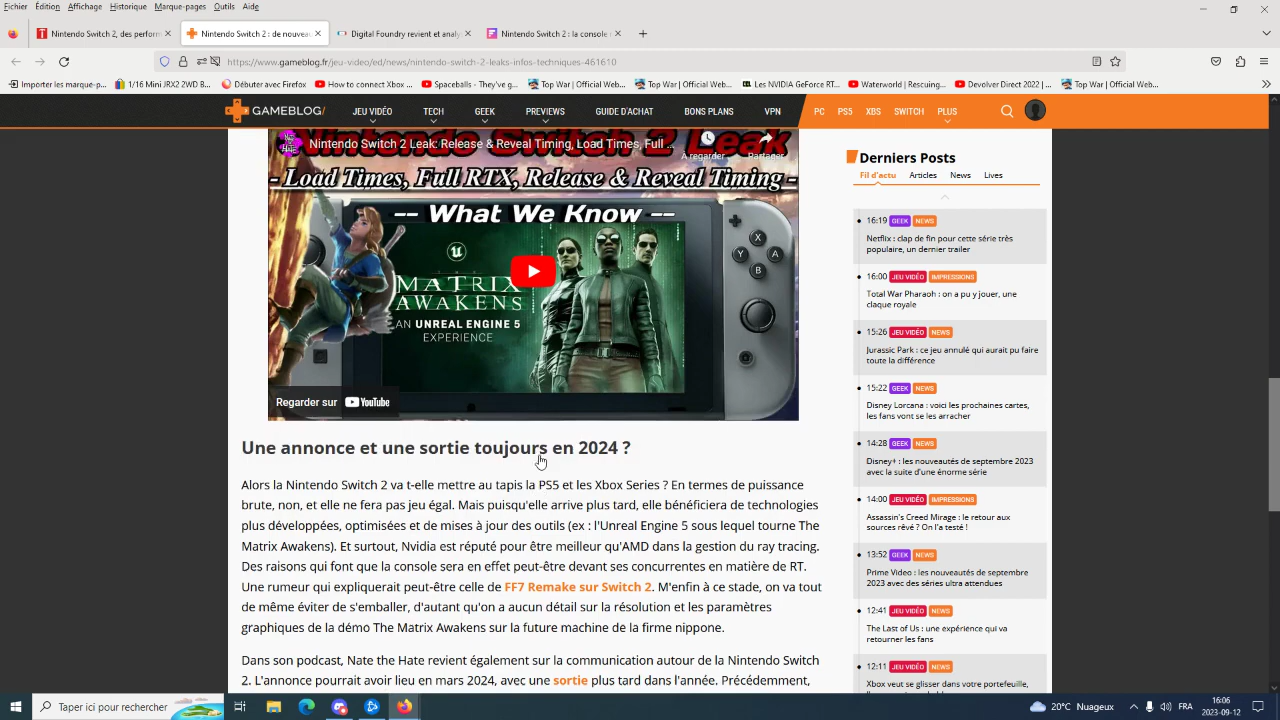 Fichier Édition Affichage Historique Marque-pages Outils Aide
Nintendo Switch 2, des perform
Nintendo Switch 2 : de nouveau
Digital Foundry revient et analy
Nintendo Switch 2 : la console
https://www.gameblog.fr/jeu-video/ed/news/nintendo-switch-2-leaks-infos-techniques-461610
Importer les marque-p...
1/16 Mini JRX2 2WD B...
Débuter avec Firefox
How to connect Xbox ...
Spaceballs - They've g...
Top War | Official Web...
Top War | Official Web...
Les NVIDIA GeForce RT...
Waterworld | Rescuing...
Devolver Direct 2022 | ...
Top War | Official Web...
GAMEBLOG/
JEU VIDÉO
TECH
GEEK
PREVIEWS
GUIDE D'ACHAT
BONS PLANS
VPN
PC
PS5
XBS
SWITCH
PLUS
Nintendo Switch 2 Leak
Nintendo Switch 2 Leak: Release & Reveal Timing, Load Times, Full ...
À regarder ...
Partager
- Load Times, Full RTX, Release & Reveal Timing -
-- What We Know --
MATRIX
AWAKENS
AN UNREAL ENGINE 5
EXPERIENCE
X
Y
A
B
Regarder sur YouTube
Une annonce et une sortie toujours en 2024 ?
Alors la Nintendo Switch 2 va t-elle mettre au tapis la PS5 et les Xbox Series ? En termes de puissance
brute, non, et elle ne fera pas jeu égal. Mais puisqu'elle arrive plus tard, elle bénéficiera de technologies
plus développées, optimisées et de mises à jour des outils (ex : l'Unreal Engine 5 sous lequel tourne The
Matrix Awakens). Et surtout, Nvidia est réputé pour être meilleur qu'AMD dans la gestion du ray tracing.
Des raisons qui font que la console sera en effet peut-être devant ses concurrentes en matière de RT.
Une rumeur qui expliquerait peut-être celle de FF7 Remake sur Switch 2. M'enfin à ce stade, on va tout
de même éviter de s'emballer, d'autant qu'on a aucun détail sur la résolution et les paramètres
graphiques de la démo The Matrix Awakens sur la future machine de la firme nippone.
Dans son podcast, Nate the Hate revient également sur la communication autour de la Nintendo Switch
2. L'annonce pourrait avoir lieu en mars 2024, avec une sortie plus tard dans l'année. Précédemment,
Derniers Posts
Fil d'actu Articles News Lives
16:19 GEEK NEWS
Netflix : clap de fin pour cette série très
populaire, un dernier trailer
16:00 JEU VIDÉO IMPRESSIONS
Total War Pharaoh : on a pu y jouer, une
claque royale
15:26 JEU VIDÉO NEWS
Jurassic Park : ce jeu annulé qui aurait pu faire
toute la différence
15:22 GEEK NEWS
Disney Lorcana : voici les prochaines cartes,
les fans vont se les arracher
14:28 GEEK NEWS
Disney+ : les nouveautés de septembre 2023
avec la suite d'une énorme série
14:00 JEU VIDÉO IMPRESSIONS
Assassin's Creed Mirage : le retour aux
sources rêvé ? On l'a testé !
13:52 GEEK NEWS
Prime Video : les nouveautés de septembre
2023 avec des séries ultra attendues
12:41 JEU VIDÉO NEWS
The Last of Us : une expérience qui va
retourner les fans
12:11 JEU VIDÉO NEWS
Xbox veut se glisser dans votre portefeuille,
Taper ici pour rechercher
20°C Nuageux
FRA
16:06
2023-09-12